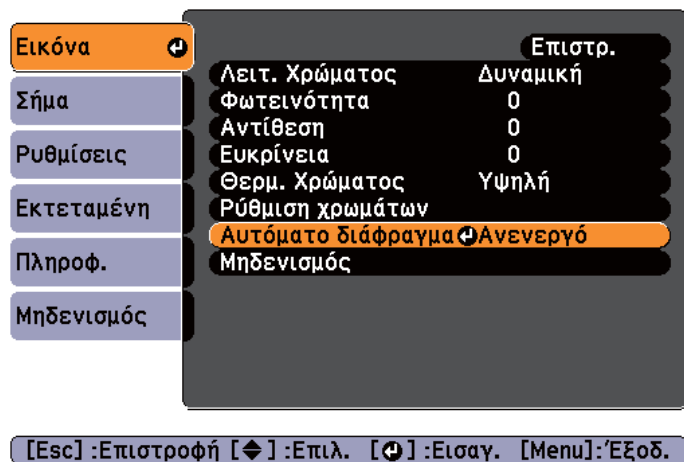 Εικόνα
Σήμα
Ρυθμίσεις
Εκτεταμένη
Πληροφ.
Μηδενισμός
Επιστρ.
Λειτ. Χρώματος Δυναμική
Φωτεινότητα 0
Αντίθεση 0
Ευκρίνεια 0
Θερμ. Χρώματος Υψηλή
Ρύθμιση χρωμάτων
Αυτόματο διάφραγμα Ανενεργό
Μηδενισμός
[Esc] :Επιστροφή [◆] :Επιλ. [↵] :Εισαγ. [Menu]:Έξοδ.